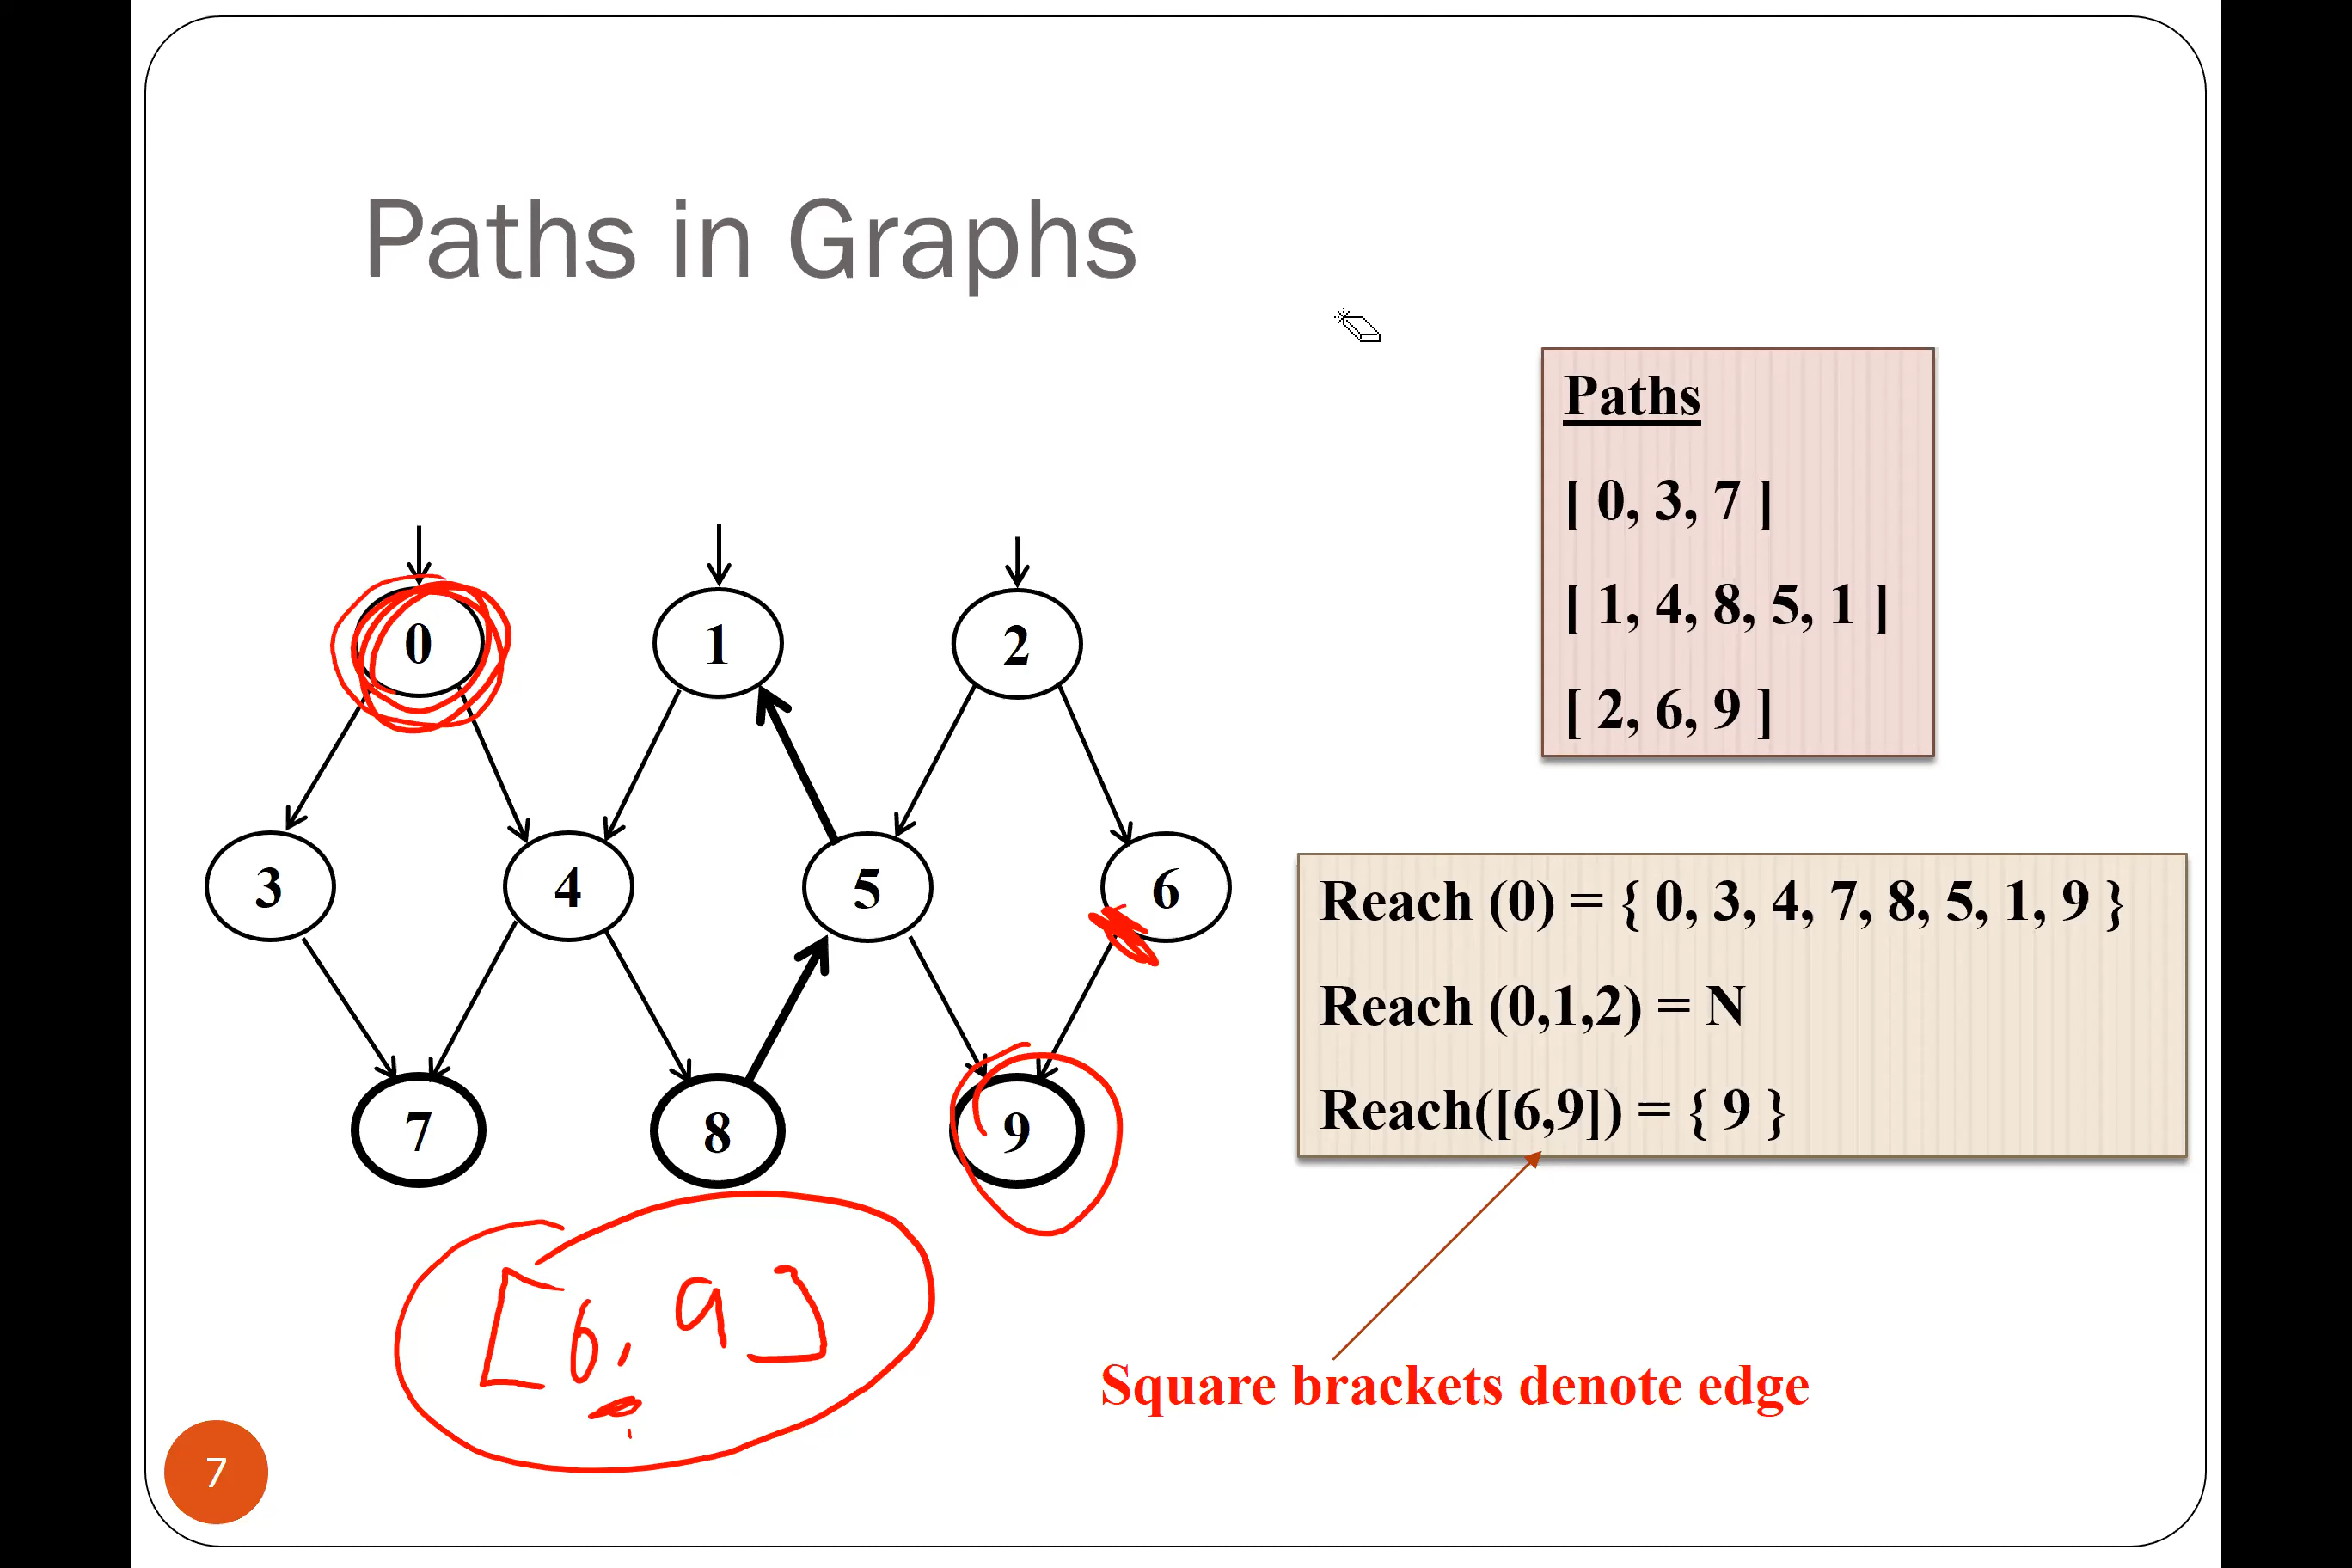 Paths in Graphs
Paths
[ 0, 3, 7 ]
[ 1, 4, 8, 5, 1 ]
[ 2, 6, 9 ]
0
1
2
3
4
5
6
7
8
9
Reach (0) = { 0, 3, 4, 7, 8, 5, 1, 9 }
Reach (0,1,2) = N
Reach([6,9]) = { 9 }
[6, 9]
Square brackets denote edge
7